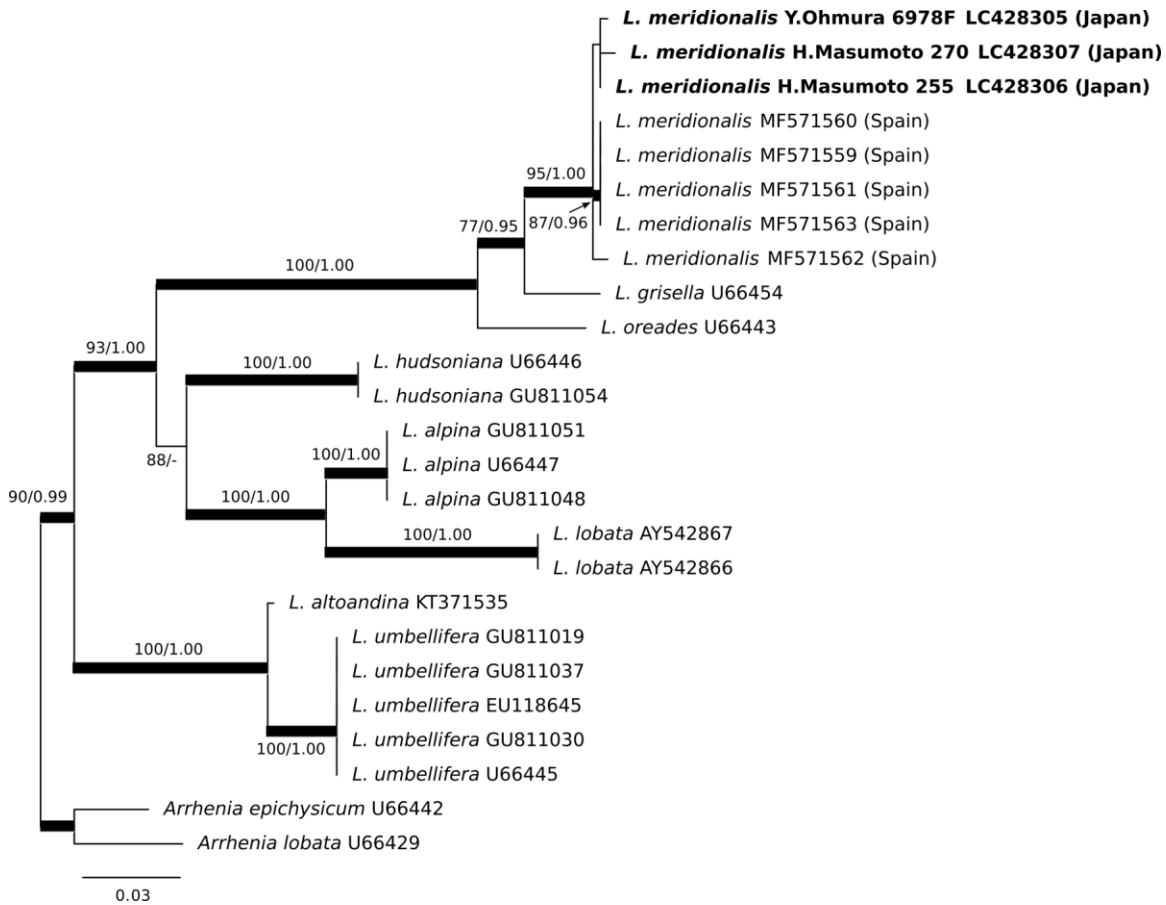 L. meridionalis Y.Ohmura 6978F LC428305 (Japan)
L. meridionalis H.Masumoto 270 LC428307 (Japan)
L. meridionalis H.Masumoto 255 LC428306 (Japan)
L. meridionalis MF571560 (Spain)
L. meridionalis MF571559 (Spain)
95/1.00
L. meridionalis MF571561 (Spain)
77/0.95
87/0.96
L. meridionalis MF571563 (Spain)
L. meridionalis MF571562 (Spain)
100/1.00
L. grisella U66454
L. oreades U66443
93/1.00
100/1.00
L. hudsoniana U66446
L. hudsoniana GU811054
L. alpina GU811051
88/-
100/1.00
L. alpina U66447
90/0.99
100/1.00
L. alpina GU811048
100/1.00
L. lobata AY542867
L. lobata AY542866
L. altoandina KT371535
L. umbellifera GU811019
100/1.00
L. umbellifera GU811037
L. umbellifera EU118645
L. umbellifera GU811030
100/1.00
L. umbellifera U66445
Arrhenia epichysicum U66442
Arrhenia lobata U66429
0.03